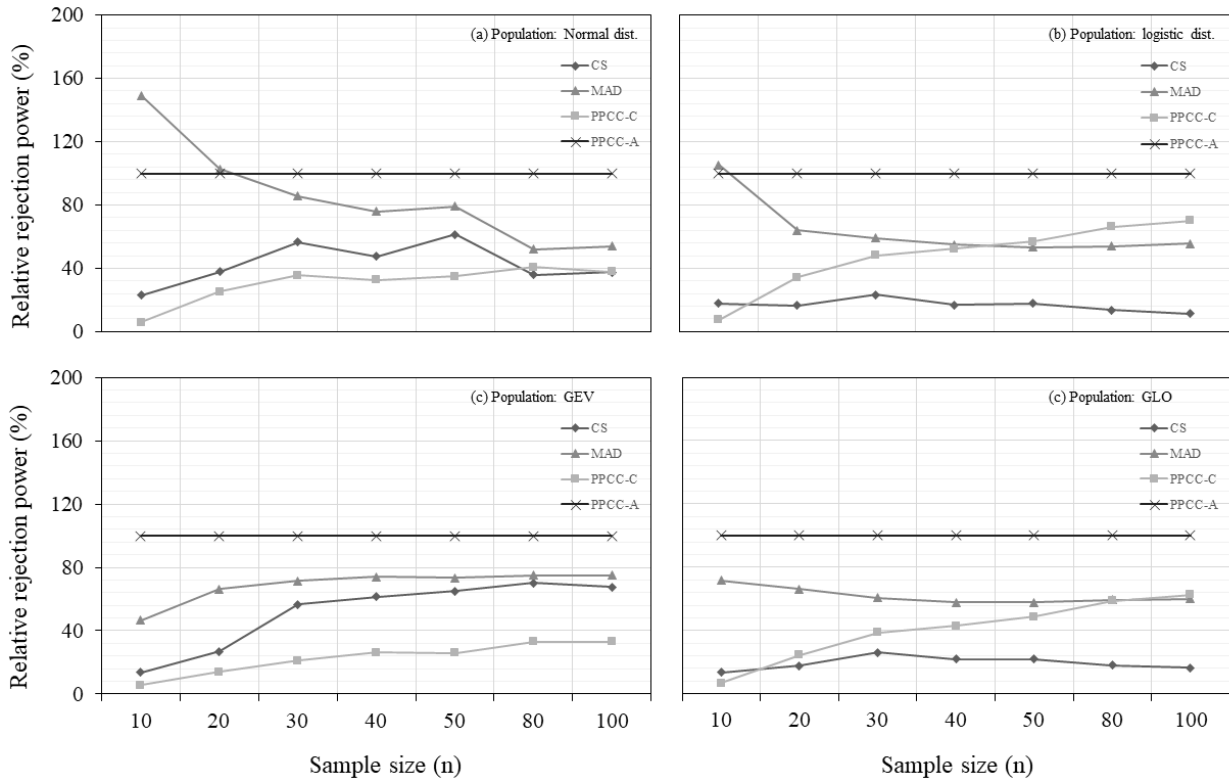 Relative rejection power (%)
200
160
120
80
40
0
(a) Population: Normal dist.
CS
MAD
PPCC-C
PPCC-A
(b) Population: logistic dist.
CS
MAD
PPCC-C
PPCC-A
Relative rejection power (%)
200
160
120
80
40
0
(c) Population: GEV
CS
MAD
PPCC-C
PPCC-A
10 20 30 40 50 80 100
Sample size (n)
(c) Population: GLO
CS
MAD
PPCC-C
PPCC-A
10 20 30 40 50 80 100
Sample size (n)